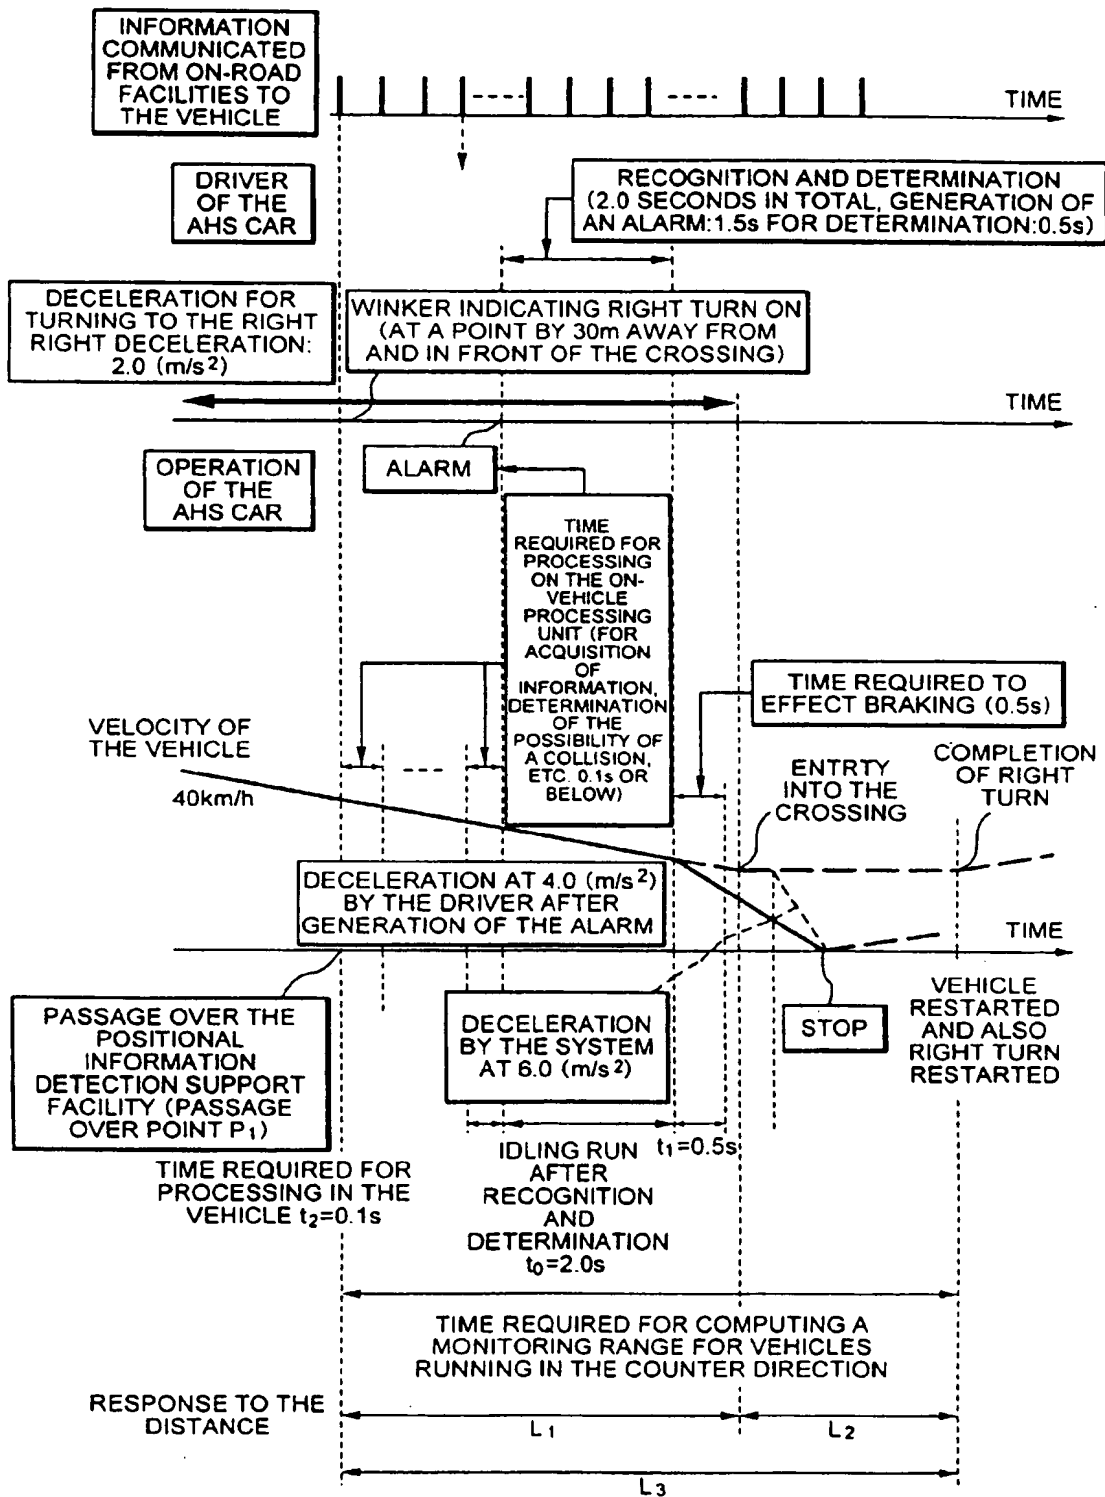 INFORMATION
COMMUNICATED
FROM ON-ROAD
FACILITIES TO
THE VEHICLE
TIME
DRIVER
OF THE
AHS CAR
RECOGNITION AND DETERMINATION
(2.0 SECONDS IN TOTAL, GENERATION OF
AN ALARM:1.5s FOR DETERMINATION:0.5s)
DECELERATION FOR
TURNING TO THE RIGHT
RIGHT DECELERATION:
2.0 (m/s²)
WINKER INDICATING RIGHT TURN ON
(AT A POINT BY 30m AWAY FROM
AND IN FRONT OF THE CROSSING)
TIME
OPERATION
OF THE
AHS CAR
ALARM
TIME
REQUIRED FOR
PROCESSING
ON THE ON-
VEHICLE
PROCESSING
UNIT (FOR
ACQUISITION
OF
INFORMATION,
DETERMINATION
OF THE
POSSIBILITY OF
A COLLISION,
ETC. 0.1s OR
BELOW)
TIME REQUIRED TO
EFFECT BRAKING (0.5s)
VELOCITY OF
THE VEHICLE
40km/h
ENTRTY
INTO THE
CROSSING
COMPLETION
OF RIGHT
TURN
DECELERATION AT 4.0 (m/s²)
BY THE DRIVER AFTER
GENERATION OF THE ALARM
TIME
PASSAGE OVER THE
POSITIONAL
INFORMATION
DETECTION SUPPORT
FACILITY (PASSAGE
OVER POINT P₁)
DECELERATION
BY THE SYSTEM
AT 6.0 (m/s²)
STOP
VEHICLE
RESTARTED
AND ALSO
RIGHT TURN
RESTARTED
TIME REQUIRED FOR
PROCESSING IN THE
VEHICLE t₂=0.1s
IDLING RUN
AFTER
RECOGNITION
AND
DETERMINATION
t₀=2.0s
t₁=0.5s
TIME REQUIRED FOR COMPUTING A
MONITORING RANGE FOR VEHICLES
RUNNING IN THE COUNTER DIRECTION
RESPONSE TO THE
DISTANCE
L₁
L₂
L₃